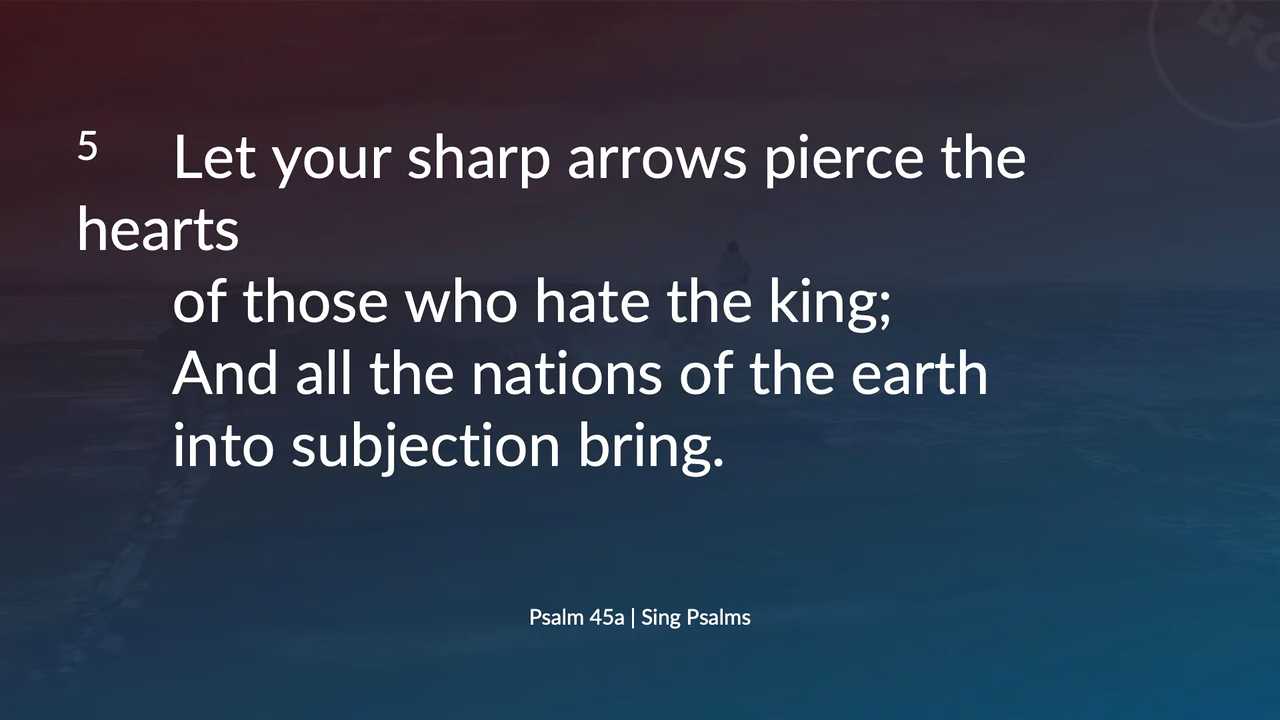 BFC
5 Let your sharp arrows pierce the
hearts
of those who hate the king;
And all the nations of the earth
into subjection bring.
Psalm 45a | Sing Psalms